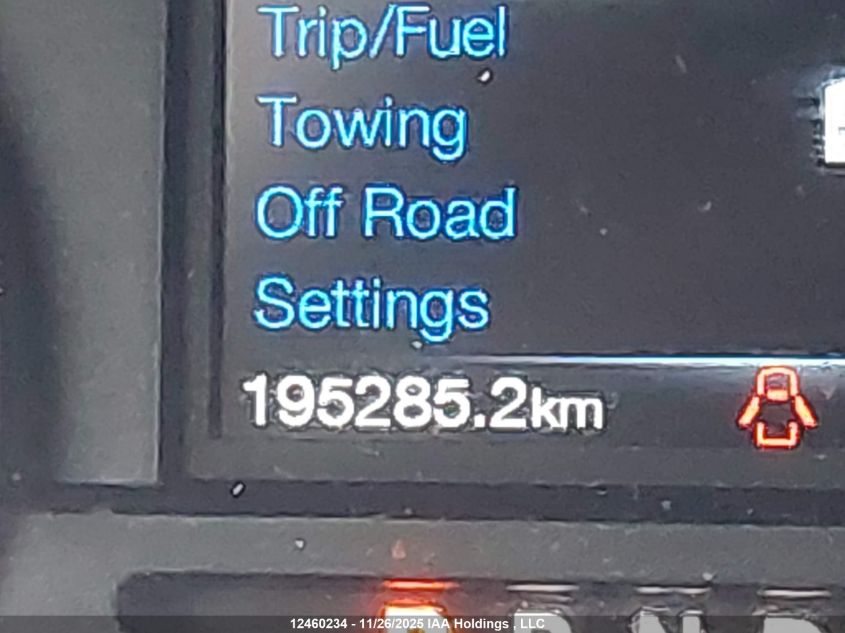 Trip/Fuel
Towing
Off Road
Settings
195285.2km
R N D
12460234 - 11/26/2025 IAA Holdings , LLC